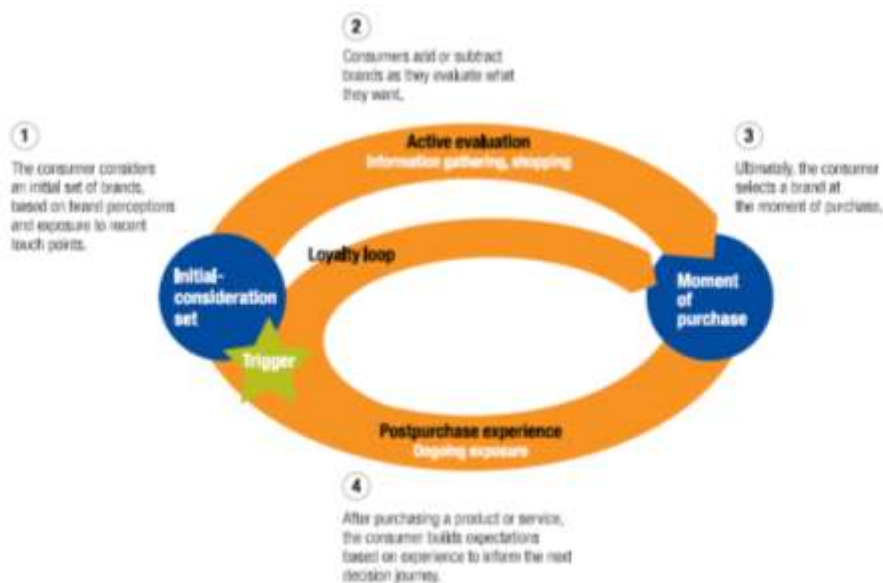 2
Consumers add or subtract
brands as they evaluate what
they want.
1
The consumer considers
an initial set of brands,
based on brand perceptions
and exposure to recent
touch points.
Active evaluation
Information gathering, shopping
3
Ultimately, the consumer
selects a brand at
the moment of purchase.
Loyalty loop
Initial-
consideration
set
Moment
of
purchase
Trigger
Postpurchase experience
Ongoing exposure
4
After purchasing a product or service,
the consumer builds expectations
based on experience to inform the next
decision journey.